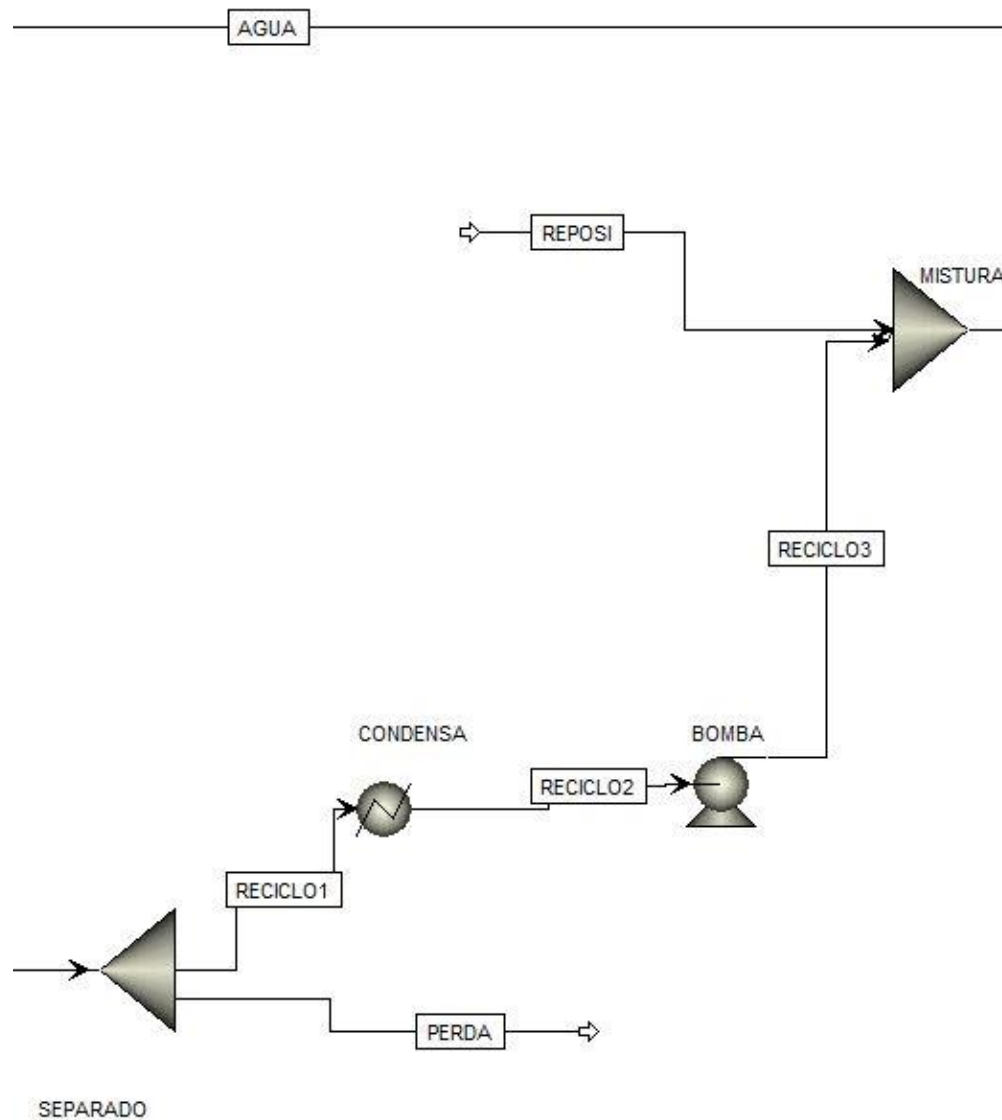 AGUA
REPOSI
MISTURA
RECICLO3
CONDENSA
BOMBA
RECICLO2
RECICLO1
PERDA
SEPARADO